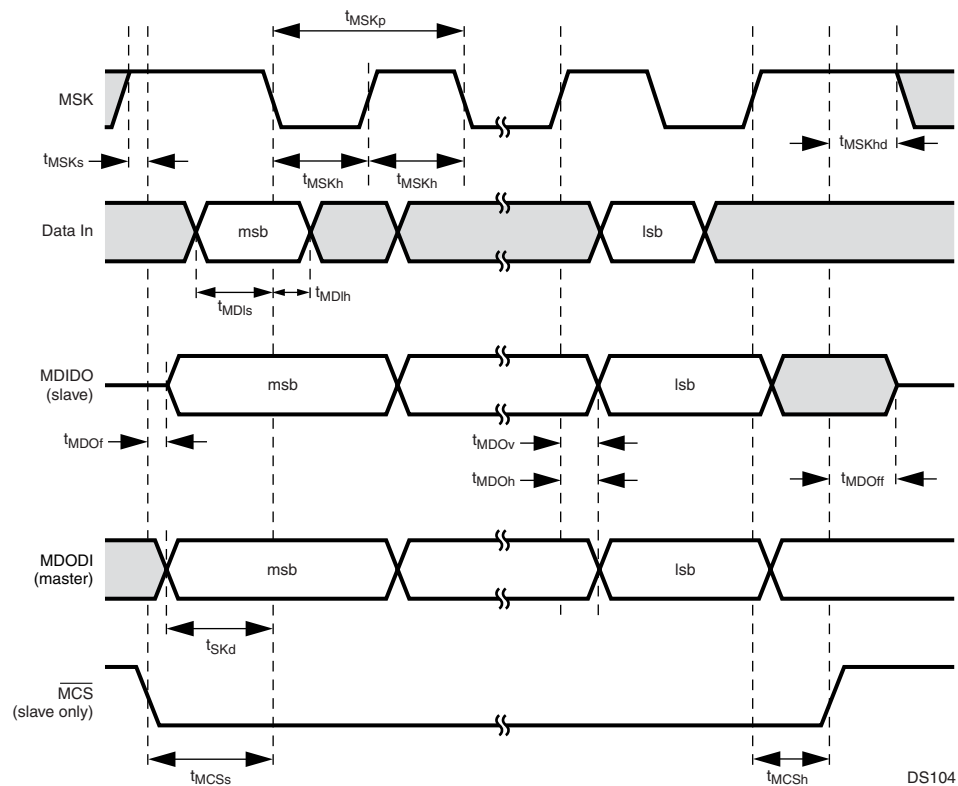 tMSKp
MSK
tMSKs
tMSKh
tMSKh
tMSKhd
Data In
msb
lsb
tMDIs
tMDIh
MDIDO
(slave)
msb
lsb
tMDOf
tMDOv
tMDOh
tMDOff
MDODI
(master)
msb
lsb
tSKd
MCS
(slave only)
tMCSs
tMCSh
DS104